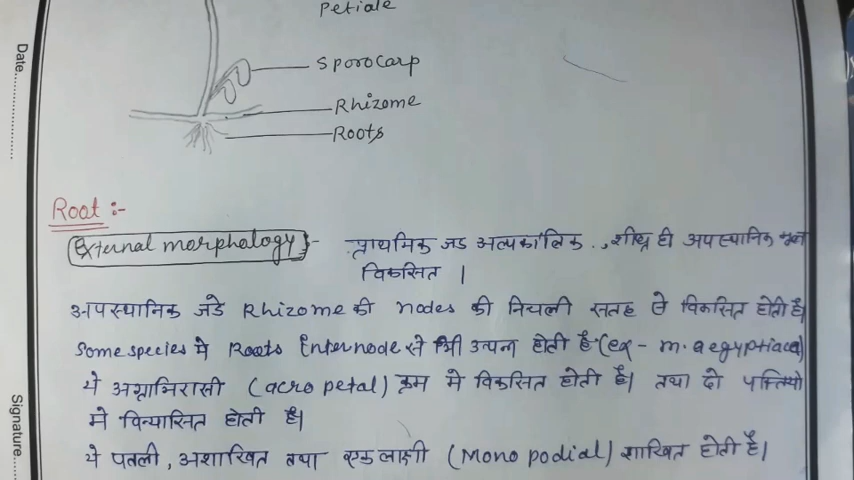 Petiole
Sporocarp
Rhizome
Roots
Date
Root :-
External morphology :- प्राथमिक जड अल्पकालिक, शीघ्र ही अपस्थानिक मूल
विकसित |
अपस्थानिक जडे Rhizome की nodes की निचली सतह से विकसित होती है|
Some species मे Roots Internode से भी उत्पन्न होती है (ex - m. aegyptiaca)
ये अग्राभिसारी (acropetal) क्रम मे विकसित होती है| तथा दो पंक्तियो
मे विन्यासित होती है|
ये पतली, अशाखित तथा एकलाक्षी (Mono podial) शाखित होती है|
Signature